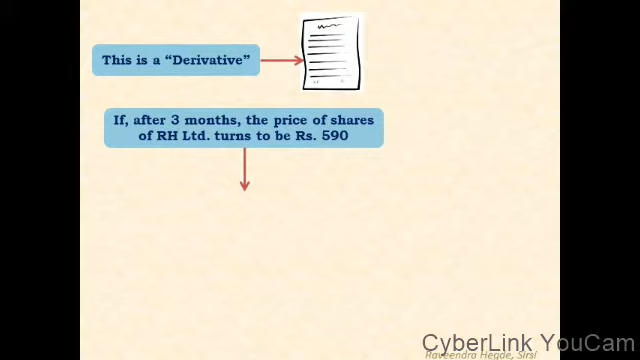 This is a “Derivative”
If, after 3 months, the price of shares
of RH Ltd. turns to be Rs. 590
CyberLink YouCam
Raveendra Hegde, Sirsi